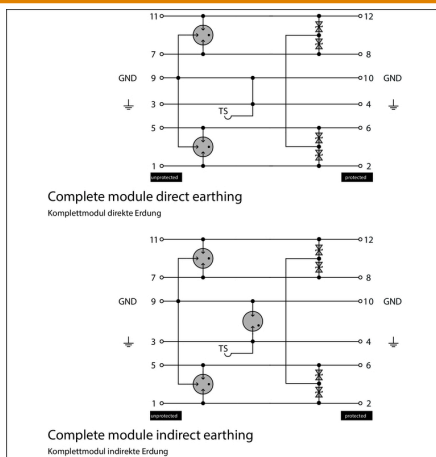 11 12
7 8
GND 9 10 GND
3 4
TS
5 6
1 2
unprotected protected
Complete module direct earthing
Komplettmodul direkte Erdung
11 12
7 8
GND 9 10 GND
3 4
TS
5 6
1 2
unprotected protected
Complete module indirect earthing
Komplettmodul indirekte Erdung